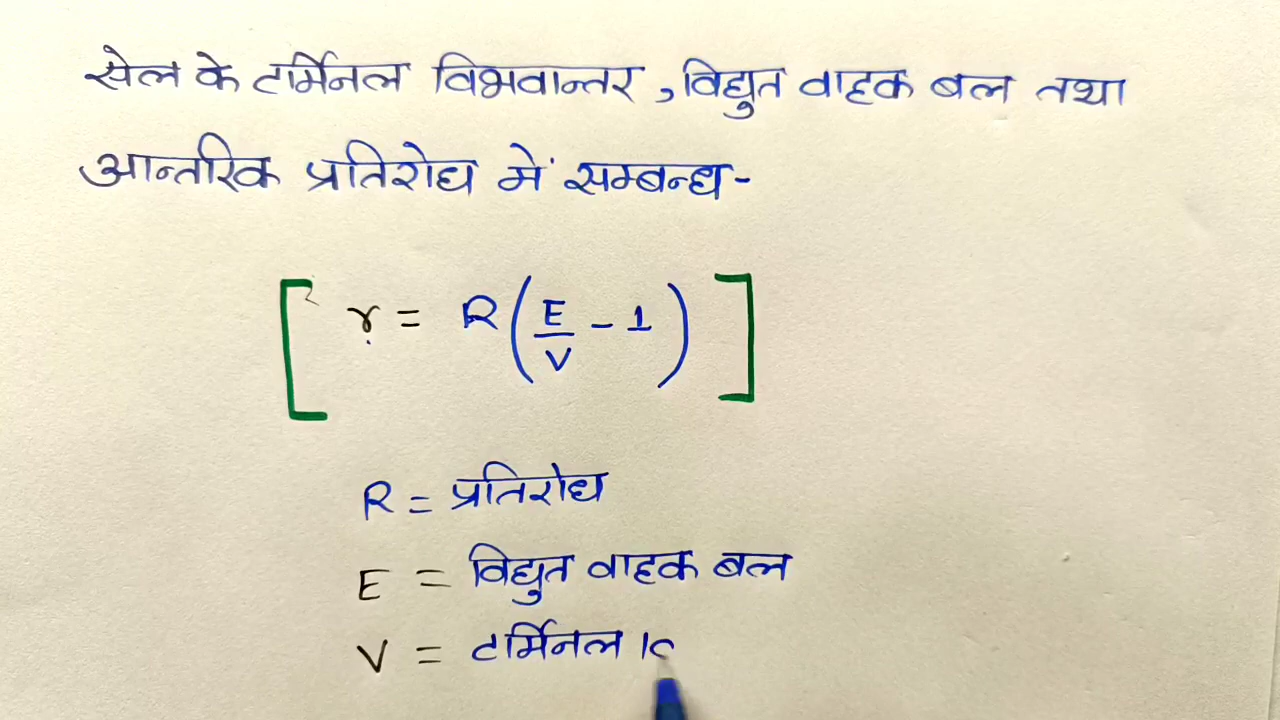 सेल के टर्मिनल विभवान्तर, विद्युत वाहक बल तथा
आन्तरिक प्रतिरोध में सम्बन्ध-
[ r = R(E/V - 1) ]
R = प्रतिरोध
E = विद्युत वाहक बल
V = टर्मिनल